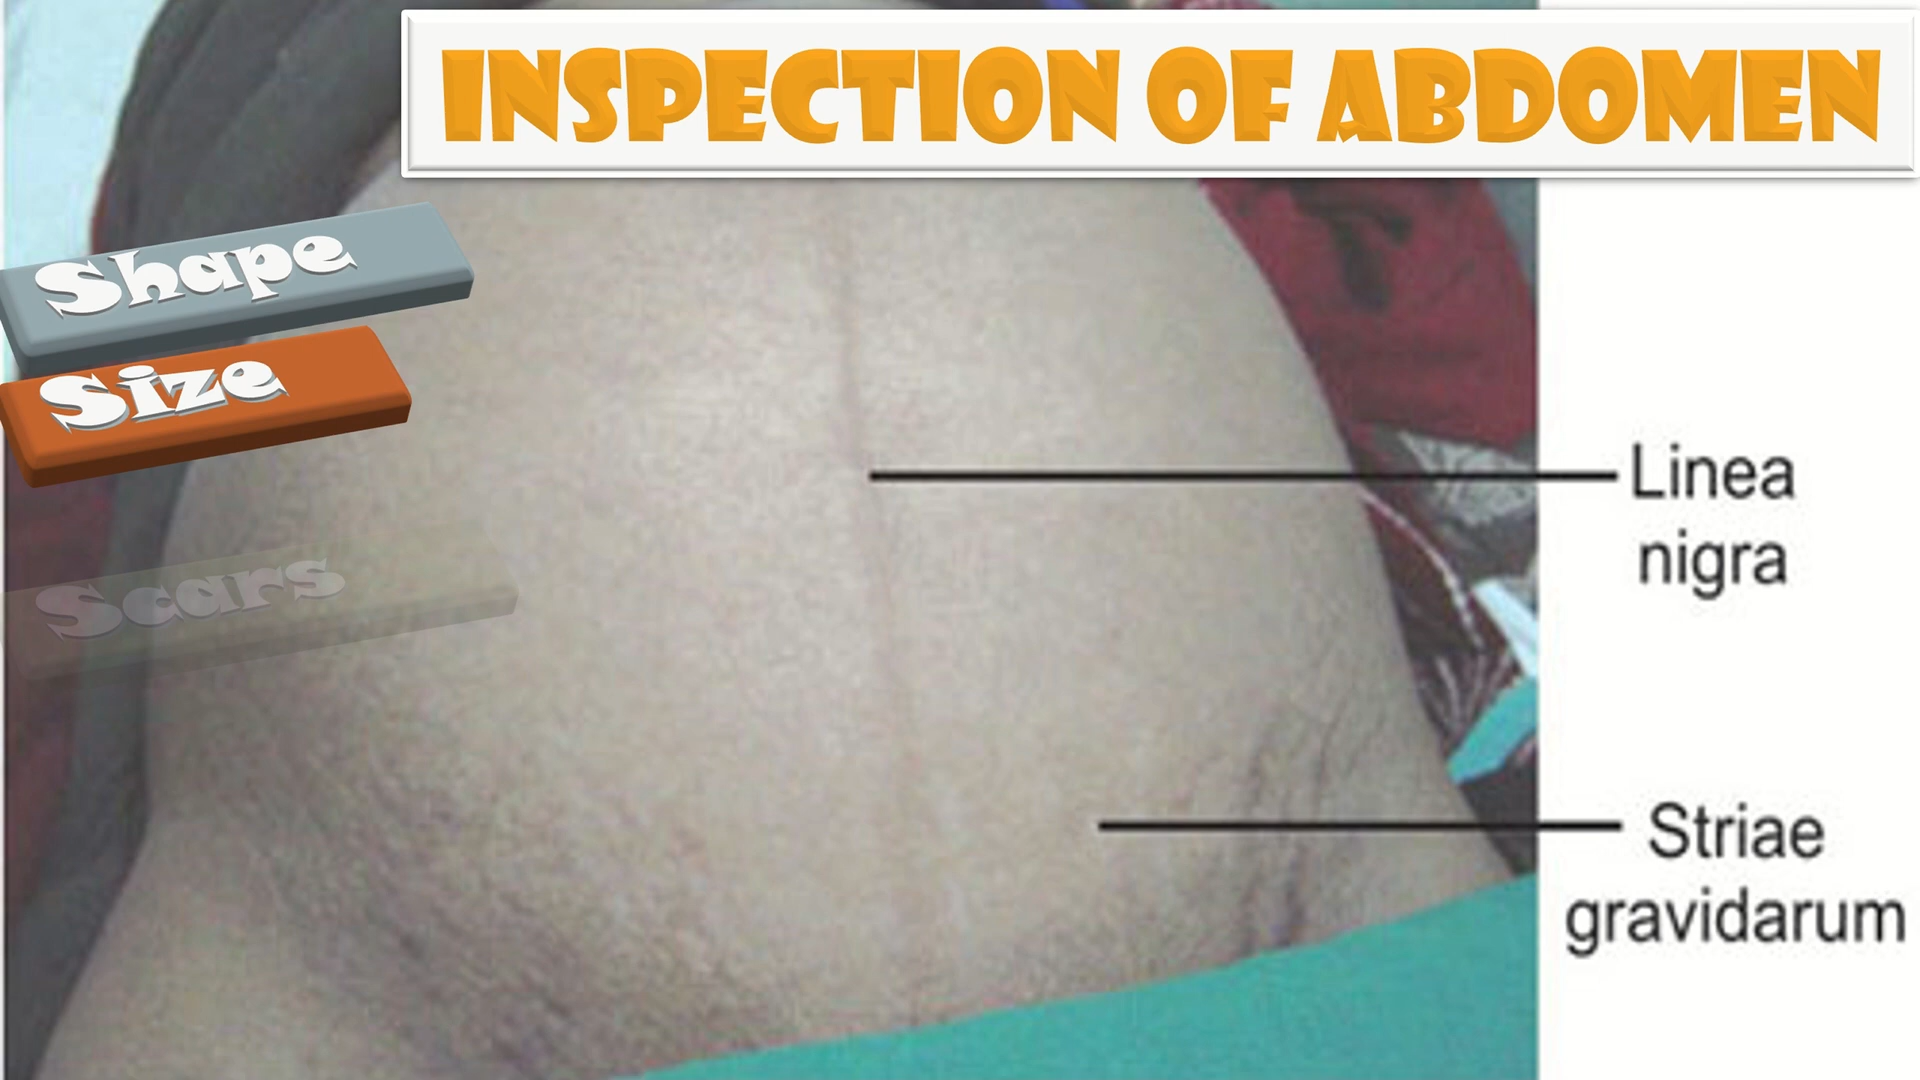 INSPECTION OF ABDOMEN
Shape
Size
Scars
Linea
nigra
Striae
gravidarum